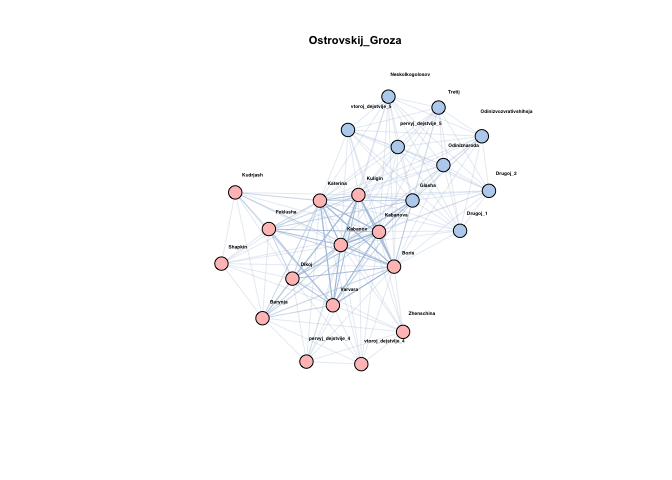 Ostrovskij_Groza
Neskolkogolosov
Tretij
vtoroj_dejstvije_5
Odinizvozvrativshihsja
pervyj_dejstvije_5
Odiniznaroda
Kudrjash
Kuligin
Drugoj_2
Katerina
Glasha
Feklusha
Kabanova
Drugoj_1
Kabanov
Shapkin
Boris
Dikoj
Varvara
Barynja
Zhenschina
pervyj_dejstvije_4
vtoroj_dejstvije_4